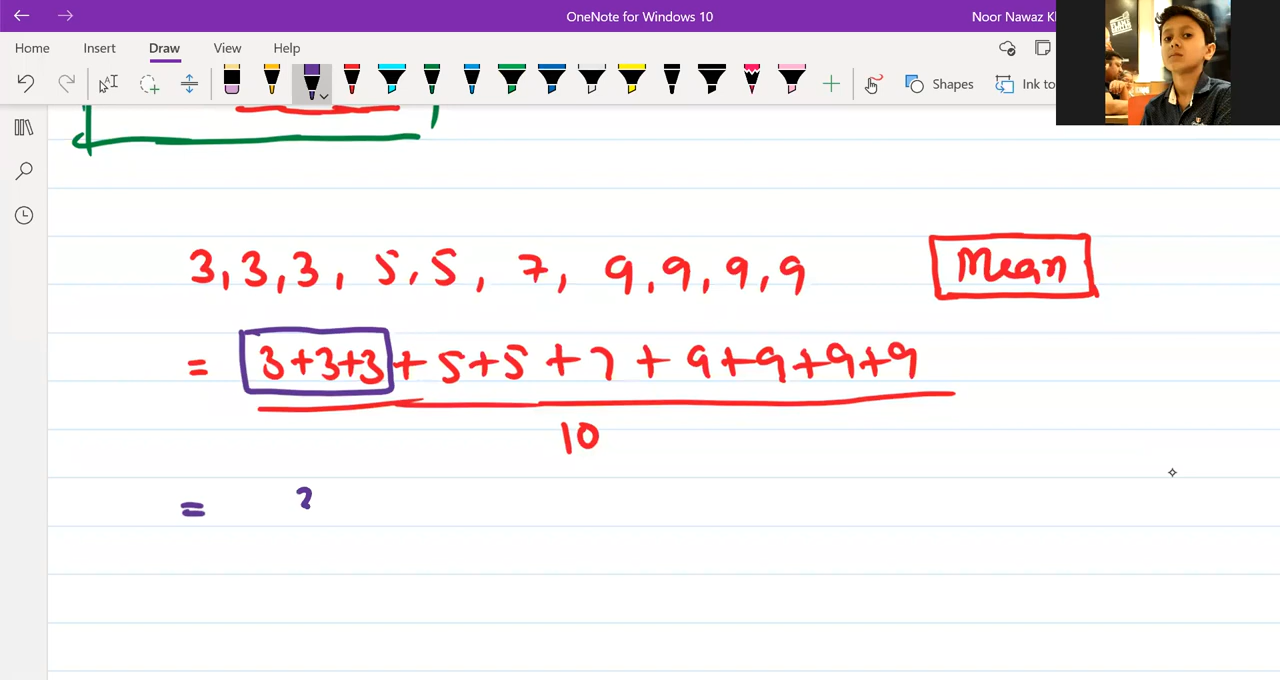 OneNote for Windows 10
Noor Nawaz Kh
Home Insert Draw View Help
Shapes Ink to
3, 3, 3, 5, 5, 7, 9, 9, 9, 9 Mean
= 3+3+3 + 5+5 + 7 + 9+9+9+9
10
=